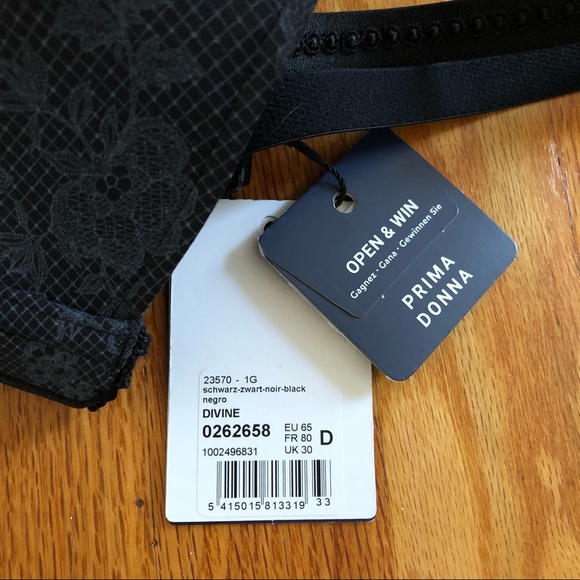 OPEN & WIN
Gagnez · Gana · Gewinnen Sie
PRIMA
DONNA
23570 - 1G
schwarz-zwart-noir-black
negro
DIVINE
0262658
1002496831
EU 65
FR 80 D
UK 30
5 415015 813319 33